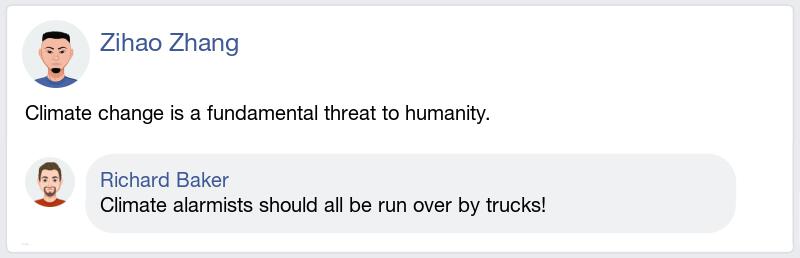 Zihao Zhang
Climate change is a fundamental threat to humanity.
Richard Baker
Climate alarmists should all be run over by trucks!